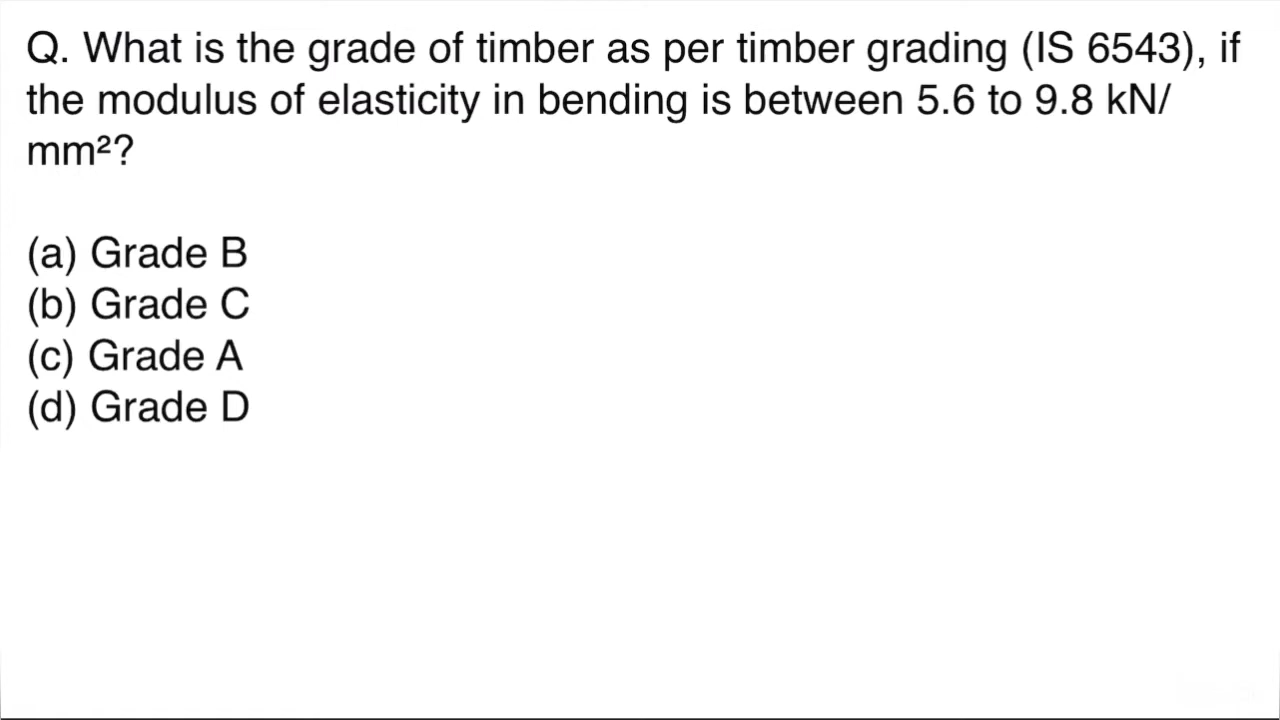 Q. What is the grade of timber as per timber grading (IS 6543), if
the modulus of elasticity in bending is between 5.6 to 9.8 kN/
mm²?
(a) Grade B
(b) Grade C
(c) Grade A
(d) Grade D